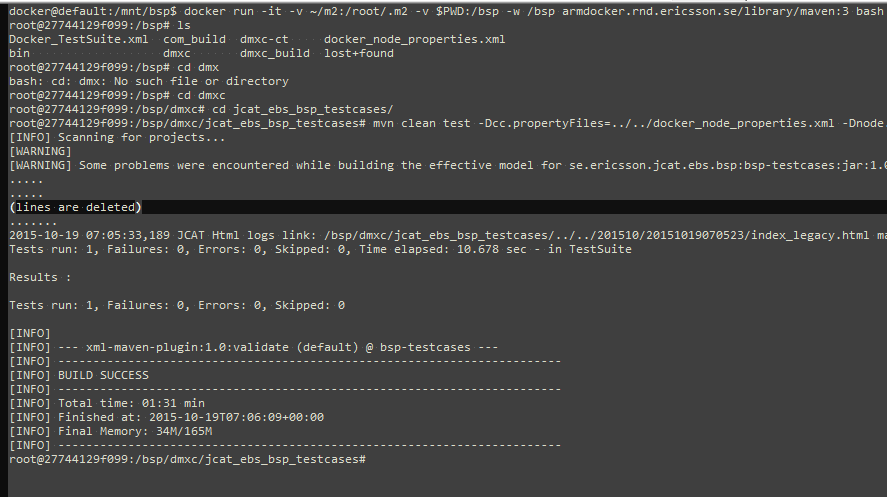 docker@default:/mnt/bsp$ docker run -it -v ~/m2:/root/.m2 -v $PWD:/bsp -w /bsp armdocker.rnd.ericsson.se/library/maven:3 bash
root@27744129f099:/bsp# ls
Docker_TestSuite.xml com_build dmxc-ct docker_node_properties.xml
bin dmxc dmxc_build lost+found
root@27744129f099:/bsp# cd dmx
bash: cd: dmx: No such file or directory
root@27744129f099:/bsp# cd dmxc
root@27744129f099:/bsp/dmxc# cd jcat_ebs_bsp_testcases/
root@27744129f099:/bsp/dmxc/jcat_ebs_bsp_testcases# mvn clean test -Dcc.propertyFiles=../../docker_node_properties.xml -Dnode.
[INFO] Scanning for projects...
[WARNING]
[WARNING] Some problems were encountered while building the effective model for se.ericsson.jcat.ebs.bsp:bsp-testcases:jar:1.0
.....
.....
(lines are deleted)
.......
2015-10-19 07:05:33,189 JCAT Html logs link: /bsp/dmxc/jcat_ebs_bsp_testcases/../../201510/20151019070523/index_legacy.html ma
Tests run: 1, Failures: 0, Errors: 0, Skipped: 0, Time elapsed: 10.678 sec - in TestSuite
Results :
Tests run: 1, Failures: 0, Errors: 0, Skipped: 0
[INFO]
[INFO] --- xml-maven-plugin:1.0:validate (default) @ bsp-testcases ---
[INFO] ------------------------------------------------------------------------
[INFO] BUILD SUCCESS
[INFO] ------------------------------------------------------------------------
[INFO] Total time: 01:31 min
[INFO] Finished at: 2015-10-19T07:06:09+00:00
[INFO] Final Memory: 34M/165M
[INFO] ------------------------------------------------------------------------
root@27744129f099:/bsp/dmxc/jcat_ebs_bsp_testcases#